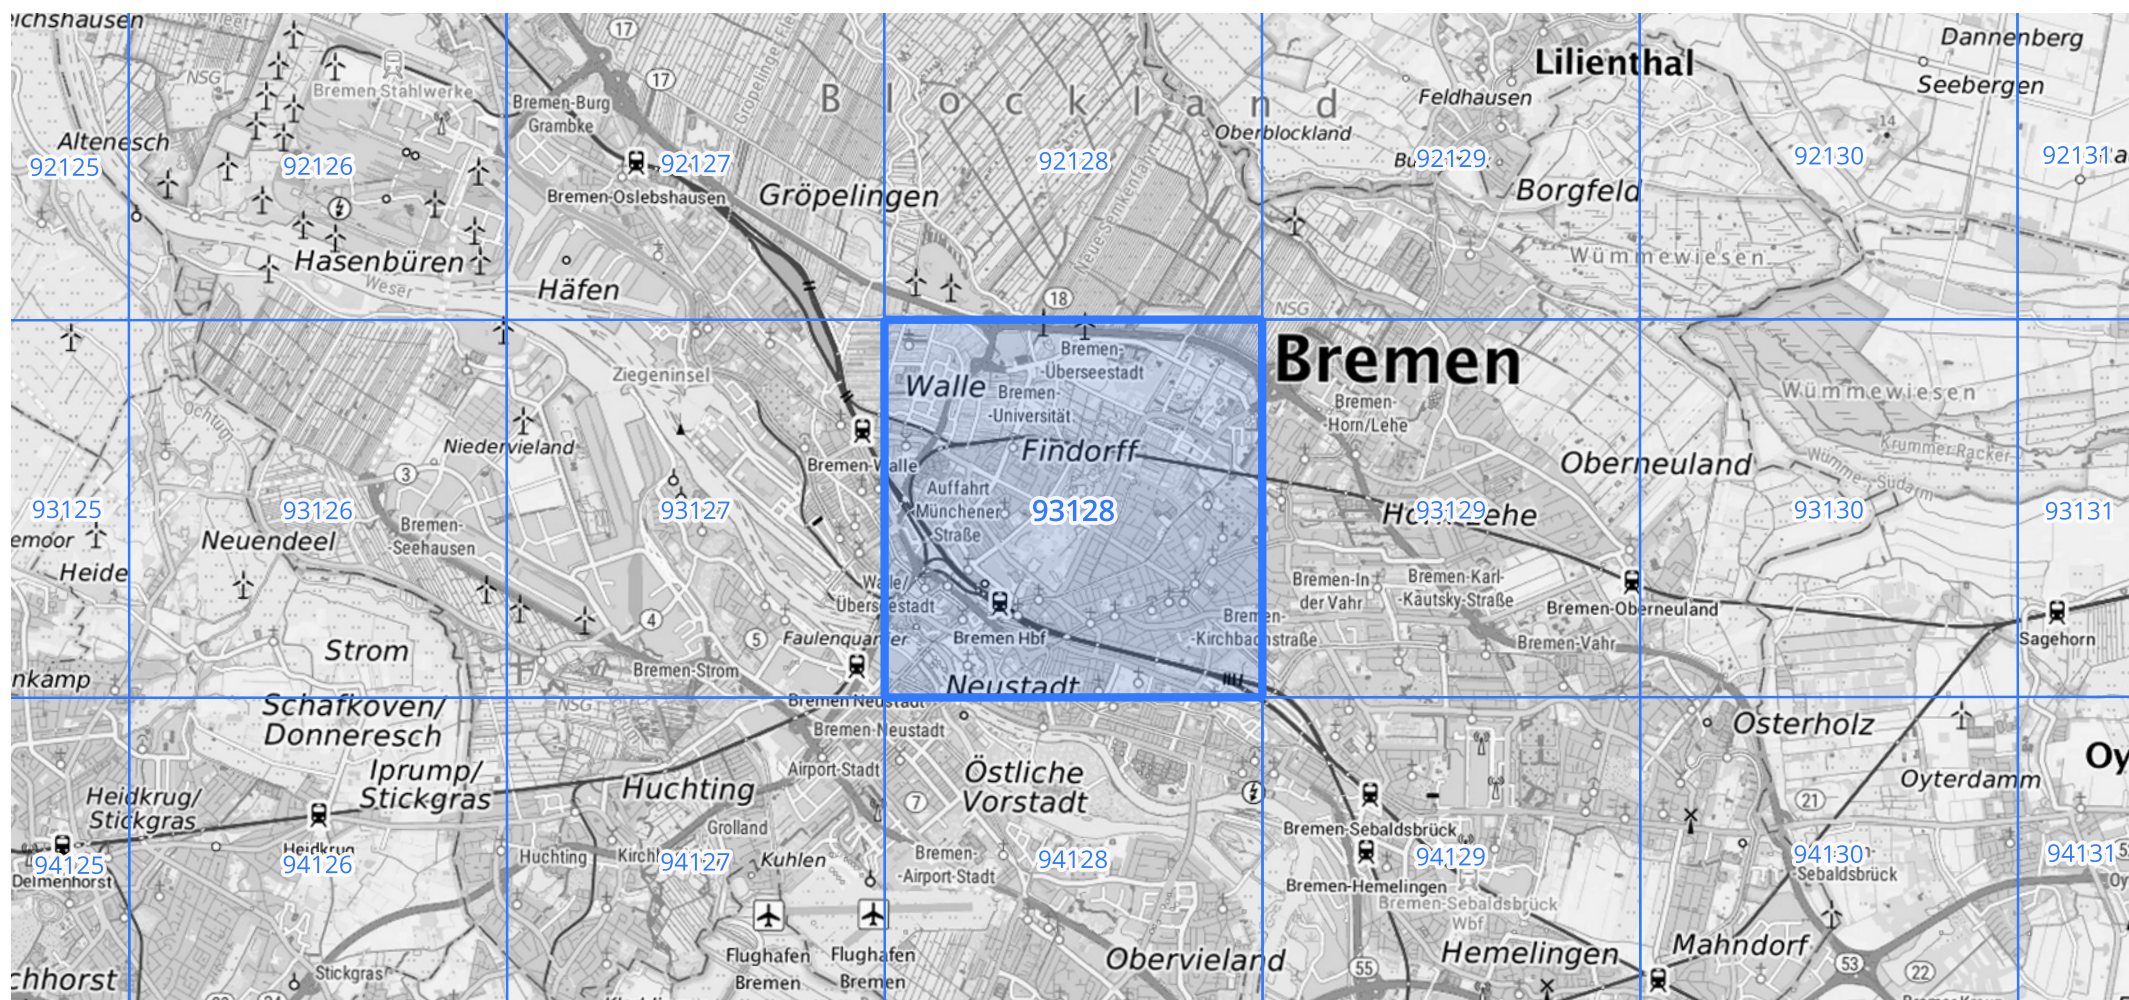 ichshausen
17
Dannenberg
Lilienthal
Seebergen
NSG
Bremen-Stahlwerke
17
Bremen-Burg
Grambke
Gröpelinger Fleet
Blockland
Feldhausen
14
Altenesch
Oberblockland
92125
92126
92127
92128
92129
92130
92131
Bremen-Oslebshausen
Gröpelingen
Borgfeld
Neue Semkenfahrt
Hasenbüren
Weser
Häfen
Wümmewiesen
18
NSG
Bremen
Bremen-
-Überseestadt
Ziegeninsel
Walle
Bremen-
-Universität
Wümmewiesen
Bremen-
-Horn/Lehe
Ochtum
Niedervieland
Findorff
Krummer Racker
Bremen-Walle
Oberneuland
Wümme-Südarm
3
Auffahrt
Münchener
Straße
93125
93126
93127
93128
93129
93130
93131
Horn-Lehe
Bremen-
-Seehausen
emoor
Neuendeel
Heide
Walle/
Überseestadt
Bremen-In
der Vahr
Bremen-Karl-
-Kautsky-Straße
Bremen-Oberneuland
4
5
Faulenquartier
Bremen Hbf
Bremen-
-Kirchbachstraße
Bremen-Vahr
Sagehorn
Strom
Bremen-Strom
nkamp
Neustadt
Bremen Neustadt
NSG
Schafkoven/
Donneresch
Bremen-Neustadt
Osterholz
Oy
Iprump/
Stickgras
Airport-Stadt
Östliche
Vorstadt
Oyterdamm
Huchting
Heidkrug/
Stickgras
7
21
Grolland
Bremen-Sebaldsbrück
Heidkrug
Huchting
Kuhlen
Bremen-
-Airport-Stadt
94125
94126
94127
94128
94129
94130
94131
-Sebaldsbrück
Delmenhorst
Bremen-Hemelingen
Bremen-Sebaldsbrück
Wbf
Flughafen
Bremen
Flughafen
Bremen
Obervieland
Hemelingen
Mahndorf
chhorst
Stickgras
55
53
22